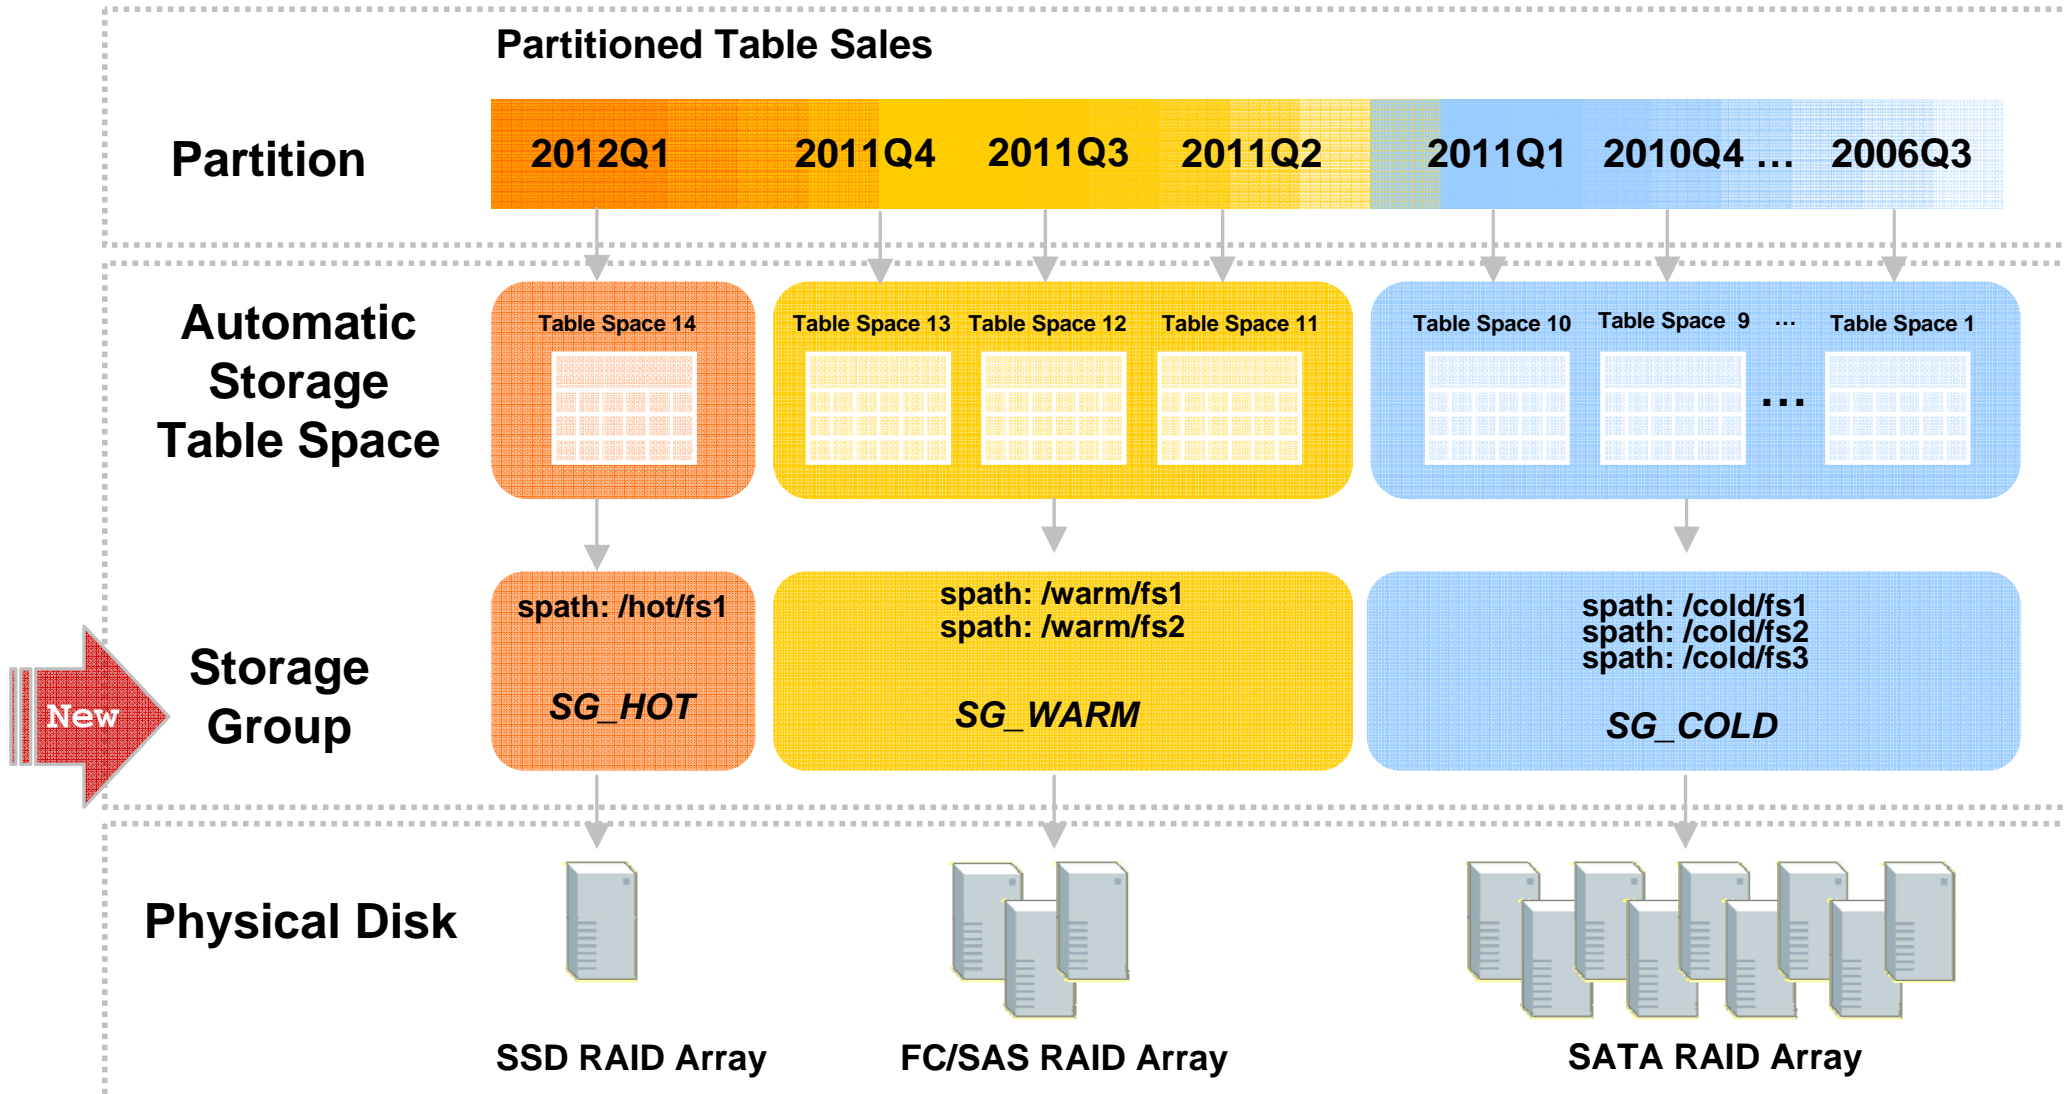 Partitioned Table Sales
Partition
2012Q1 2011Q4 2011Q3 2011Q2 2011Q1 2010Q4 ... 2006Q3
Automatic
Storage
Table Space
Table Space 14 Table Space 13 Table Space 12 Table Space 11 Table Space 10 Table Space 9 ... Table Space 1
...
New
Storage
Group
spath: /hot/fs1
SG_HOT
spath: /warm/fs1
spath: /warm/fs2
SG_WARM
spath: /cold/fs1
spath: /cold/fs2
spath: /cold/fs3
SG_COLD
Physical Disk
SSD RAID Array FC/SAS RAID Array SATA RAID Array